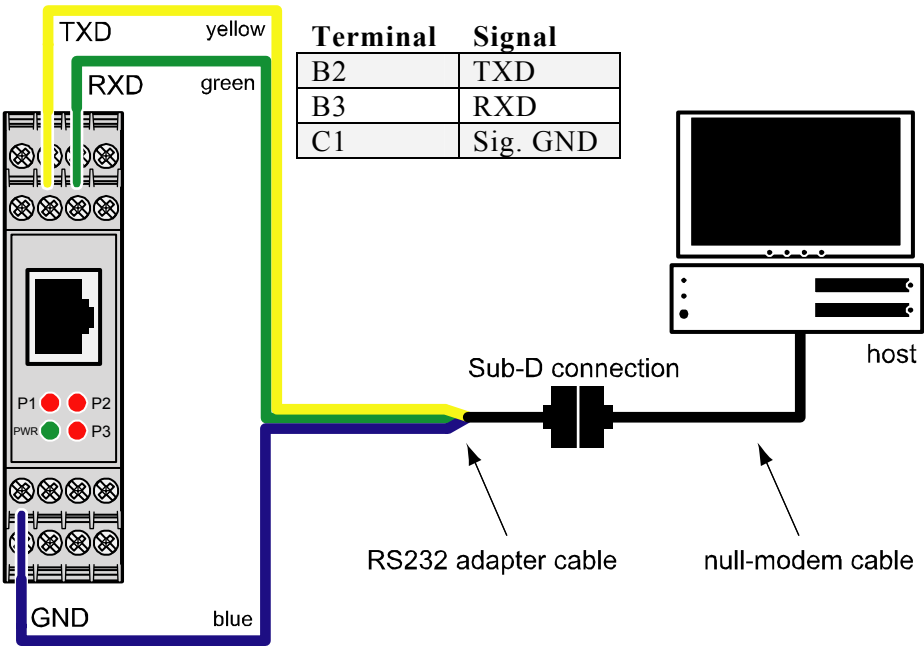 TXD yellow
RXD green
Terminal Signal
B2 TXD
B3 RXD
C1 Sig. GND
host
Sub-D connection
P1 P2
PWR P3
RS232 adapter cable
null-modem cable
GND blue